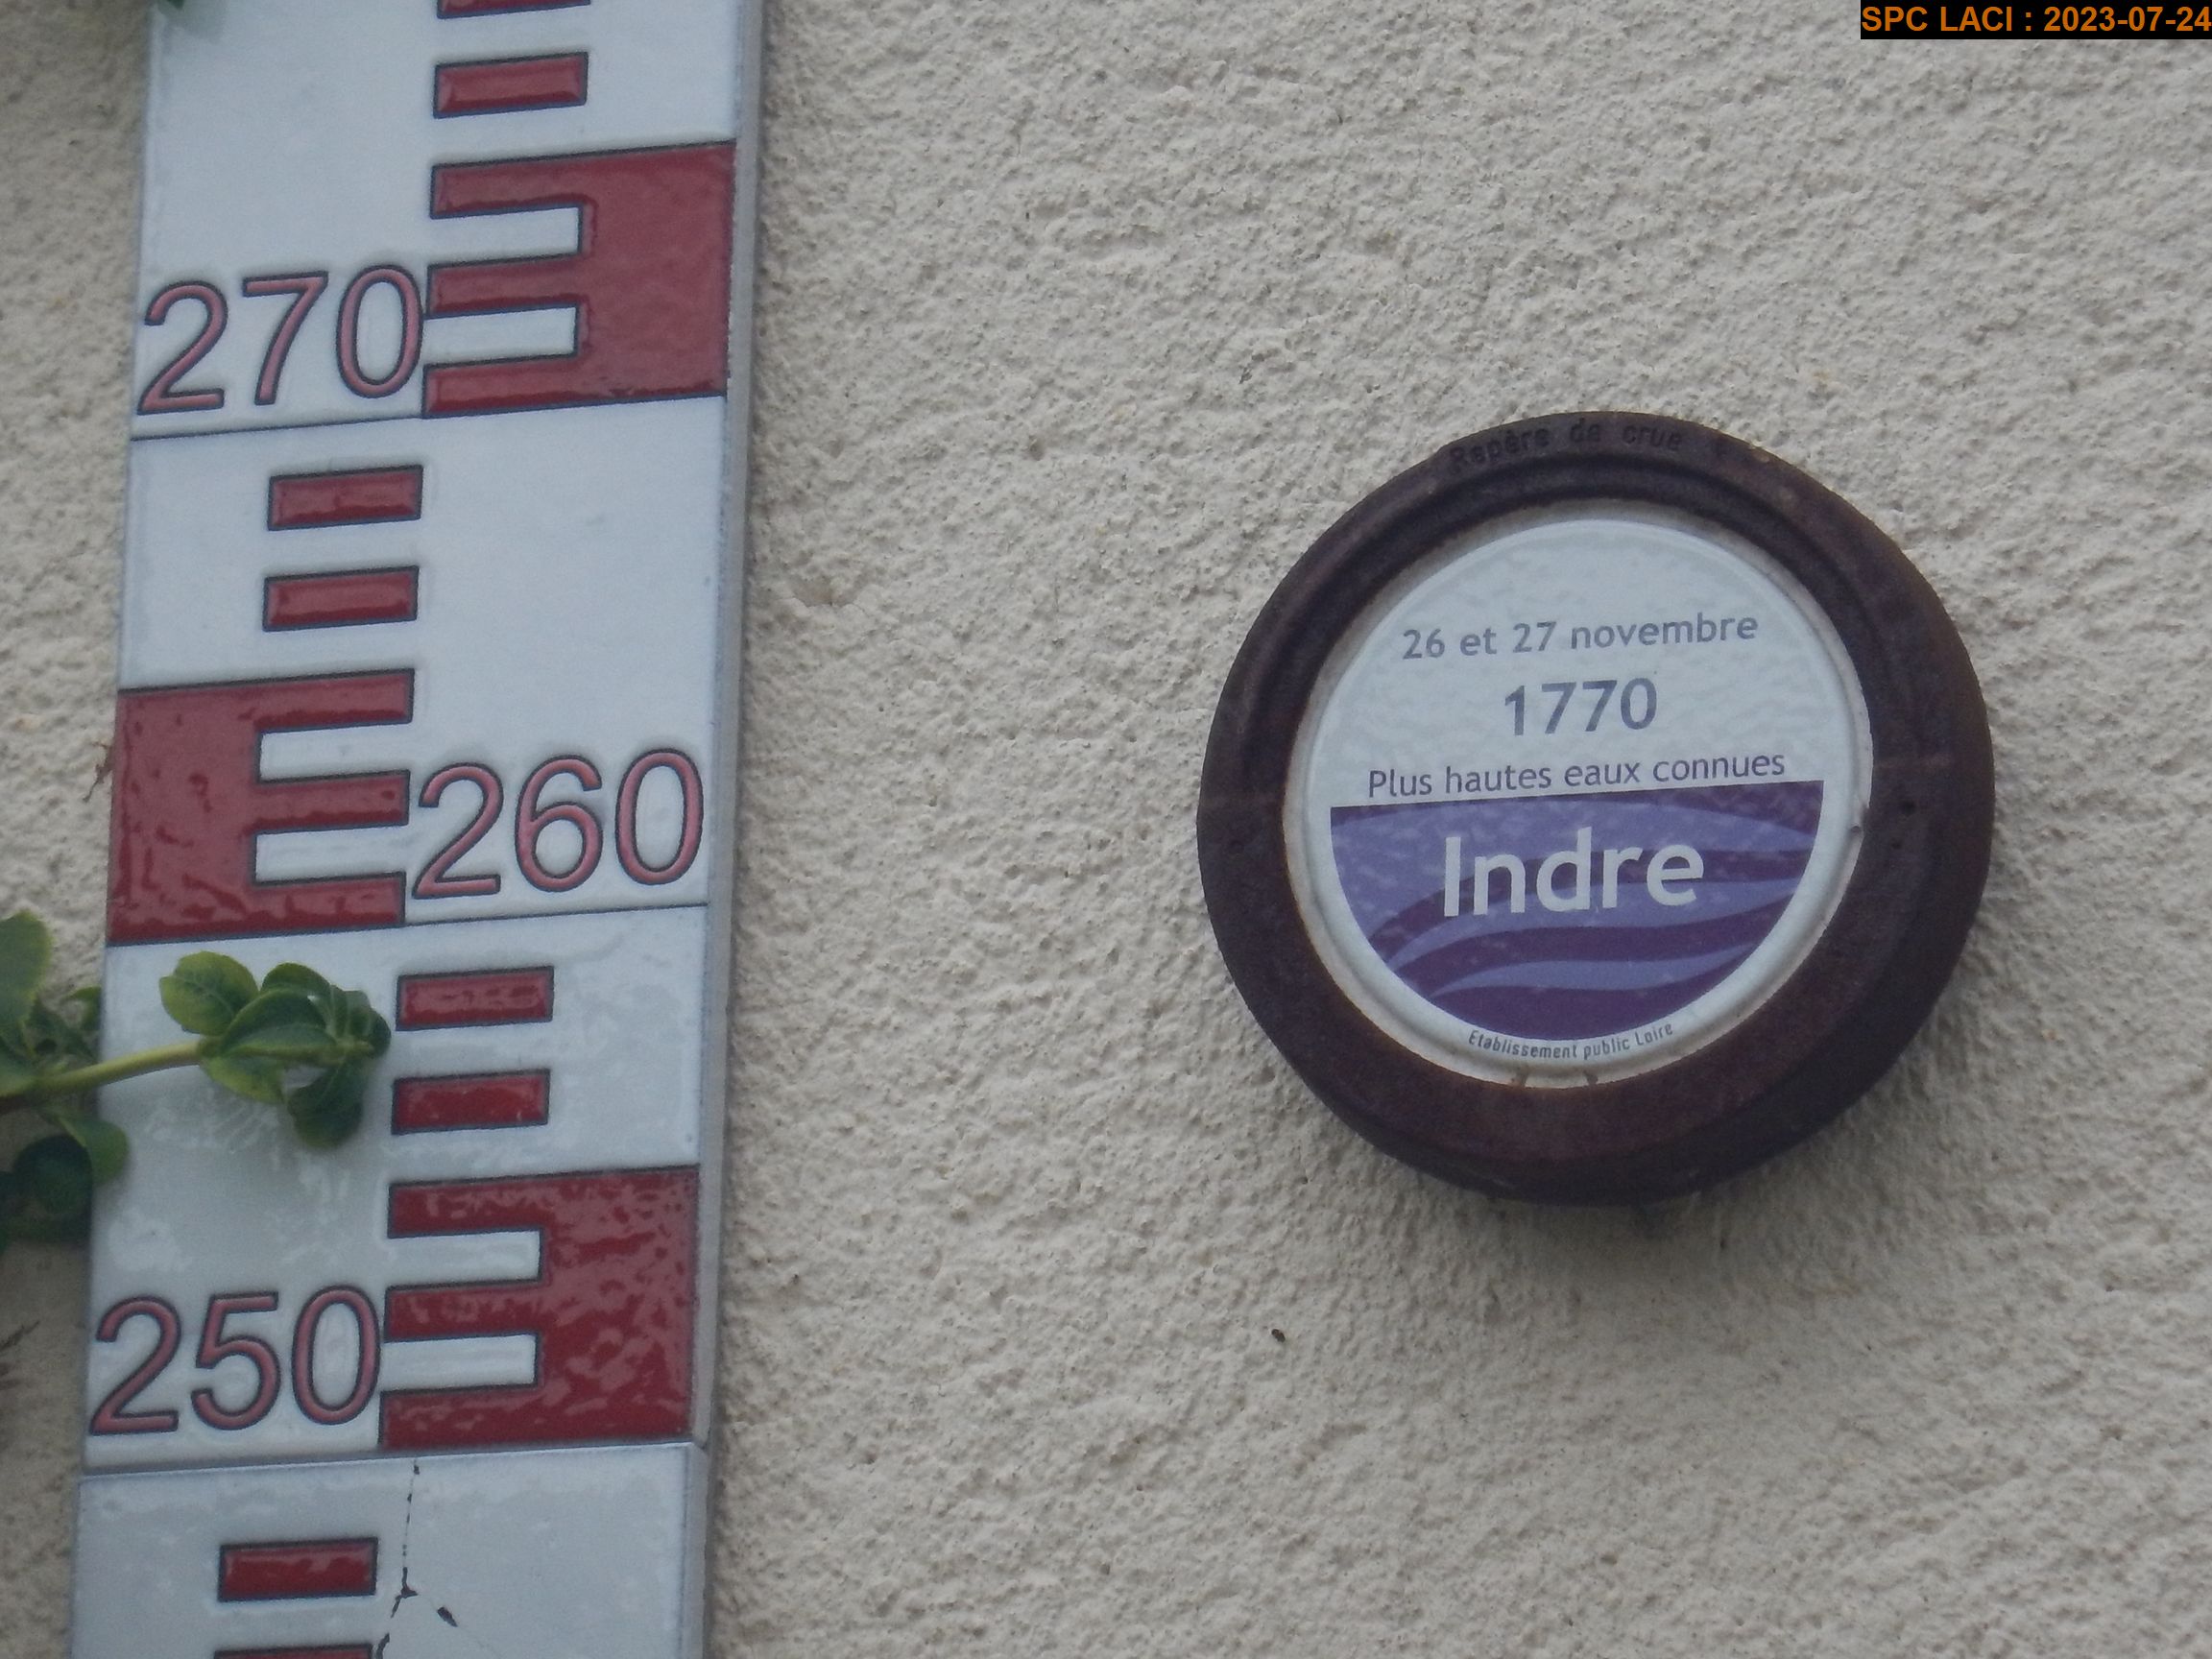 SPC LACI : 2023-07-24
270
260
250
Repère de crue
26 et 27 novembre
1770
Plus hautes eaux connues
Indre
Etablissement public Loire